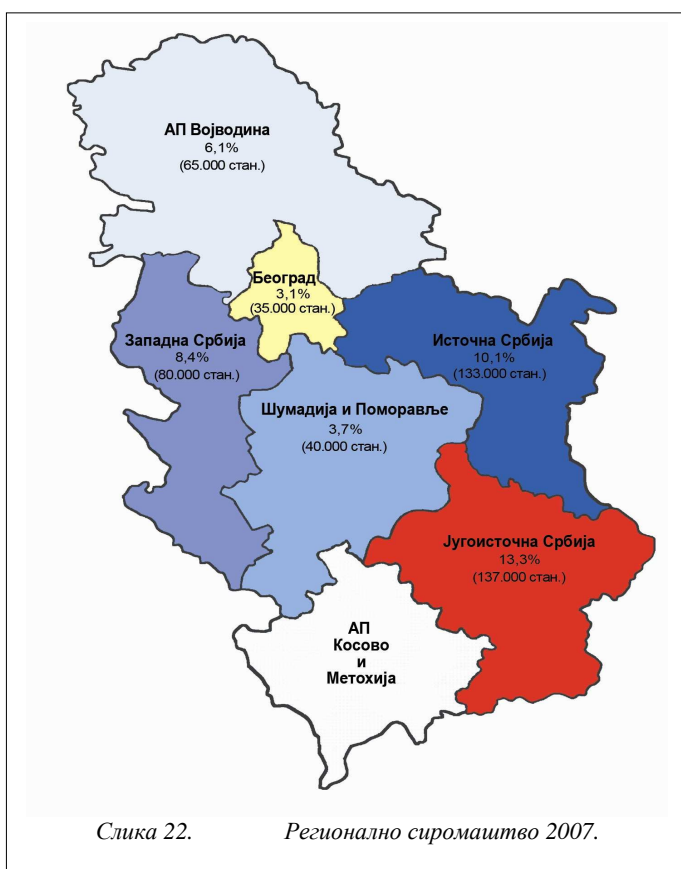 АП Војводина
6,1%
(65.000 стан.)
Београд
3,1%
(35.000 стан.)
Западна Србија
8,4%
(80.000 стан.)
Источна Србија
10,1%
(133.000 стан.)
Шумадија и Поморавље
3,7%
(40.000 стан.)
Југоисточна Србија
13,3%
(137.000 стан.)
АП
Косово
и
Метохија
Слика 22. Регионално сиромаштво 2007.